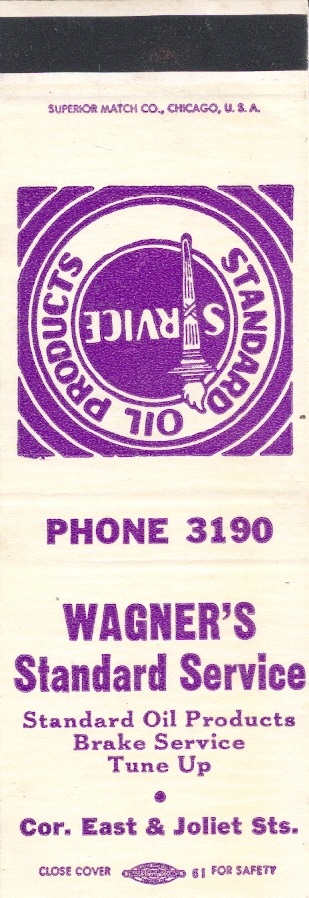 SUPERIOR MATCH CO., CHICAGO, U. S. A.
STANDARD OIL PRODUCTS
SERVICE
PHONE 3190
WAGNER'S
Standard Service
Standard Oil Products
Brake Service
Tune Up
Cor. East & Joliet Sts.
CLOSE COVER 61 FOR SAFETY